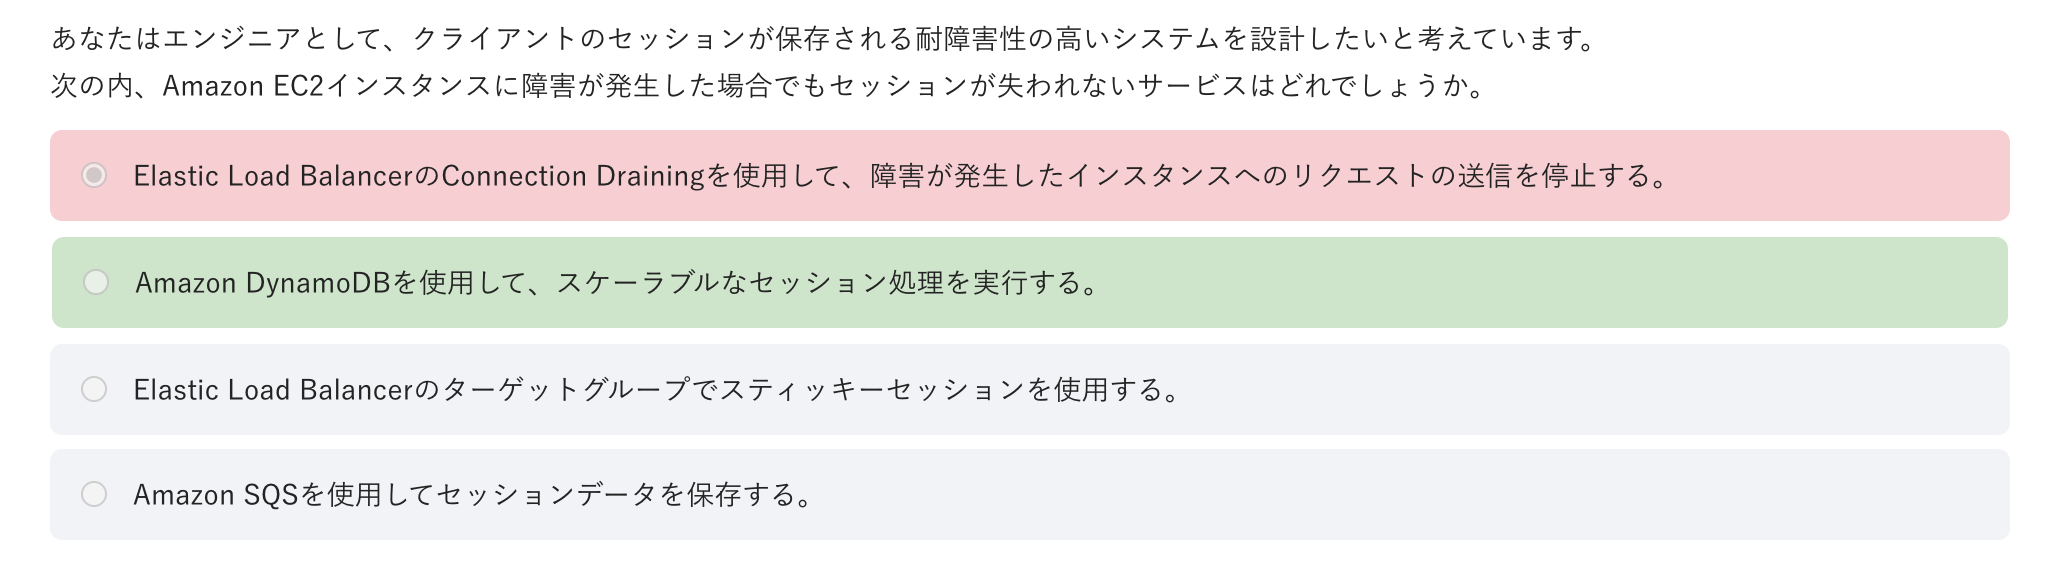 あなたはエンジニアとして、クライアントのセッションが保存される耐障害性の高いシステムを設計したいと考えています。
次の内、Amazon EC2インスタンスに障害が発生した場合でもセッションが失われないサービスはどれでしょうか。
Elastic Load BalancerのConnection Drainingを使用して、障害が発生したインスタンスへのリクエストの送信を停止する。
Amazon DynamoDBを使用して、スケーラブルなセッション処理を実行する。
Elastic Load Balancerのターゲットグループでスティッキーセッションを使用する。
Amazon SQSを使用してセッションデータを保存する。